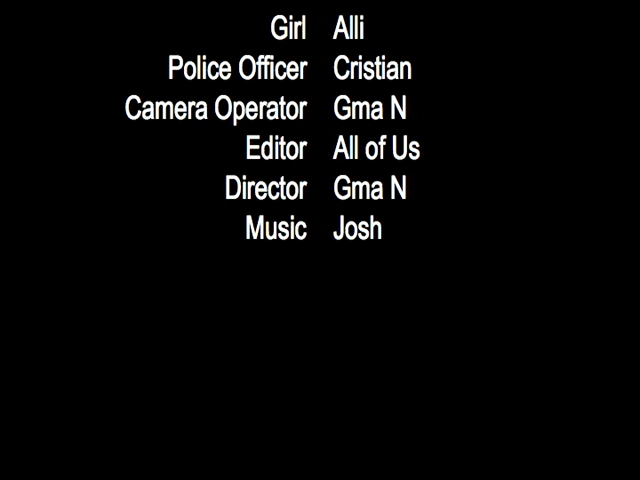 Girl Alli
Police Officer Cristian
Camera Operator Gma N
Editor All of Us
Director Gma N
Music Josh